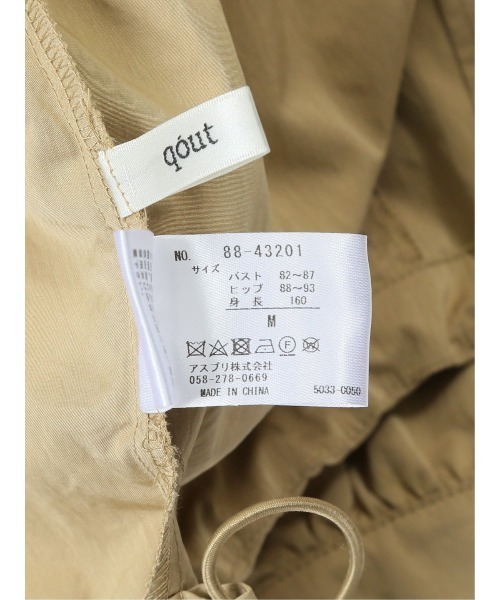 qóut
NO. 88-43201
サイズ
バスト 82〜87
ヒップ 88〜93
身長 160
M
アスプリ株式会社
058-278-0669
MADE IN CHINA 5033-C050